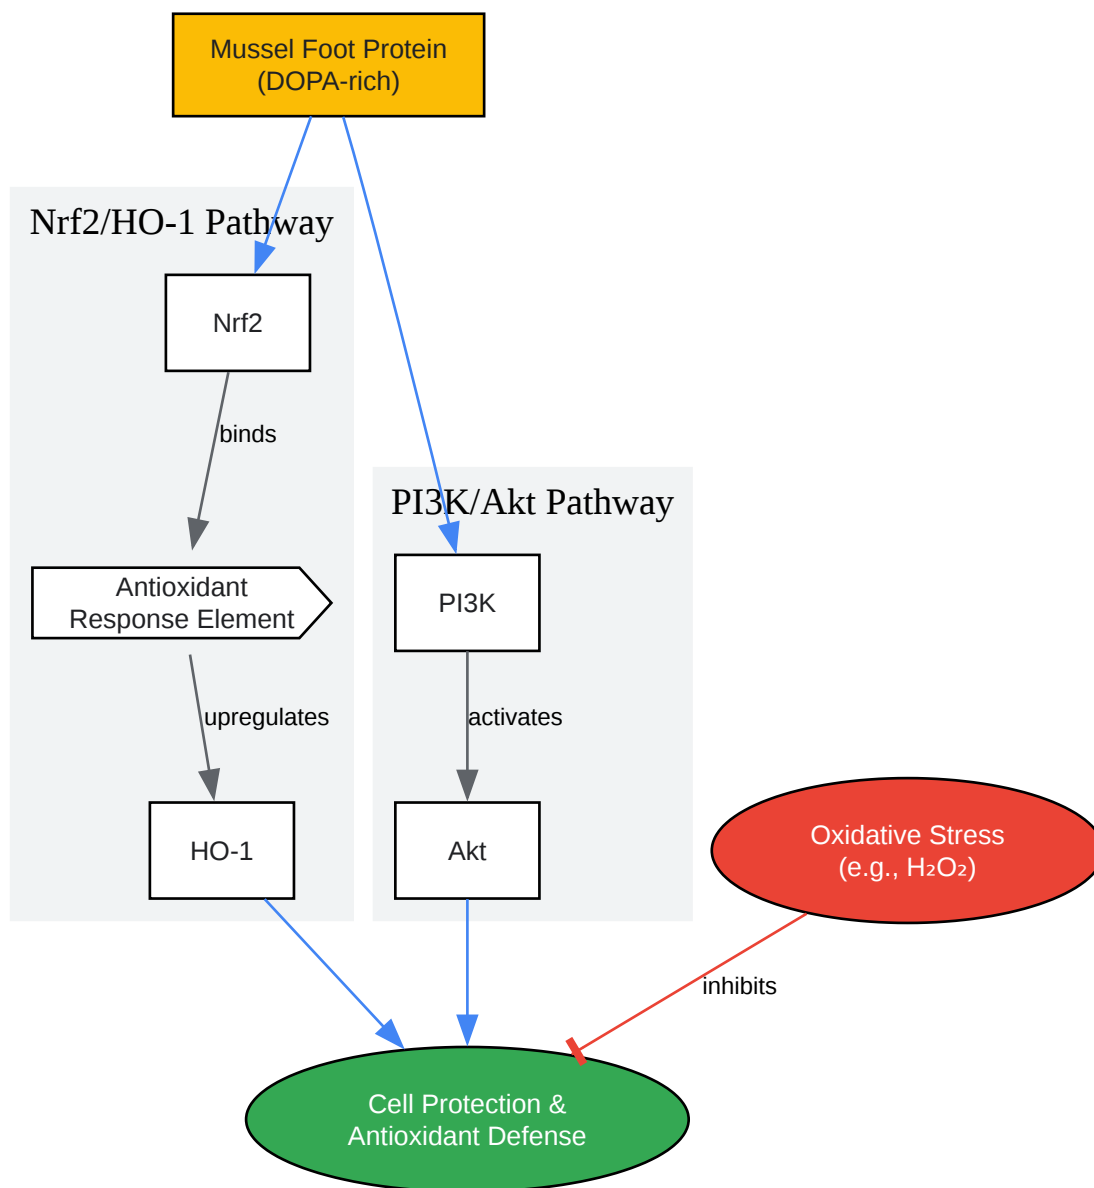 Mussel Foot Protein
(DOPA-rich)
Nrf2/HO-1 Pathway
Nrf2
binds
PI3K/Akt Pathway
Antioxidant
Response Element
PI3K
upregulates
activates
HO-1
Akt
Oxidative Stress
(e.g., H₂O₂)
inhibits
Cell Protection &
Antioxidant Defense